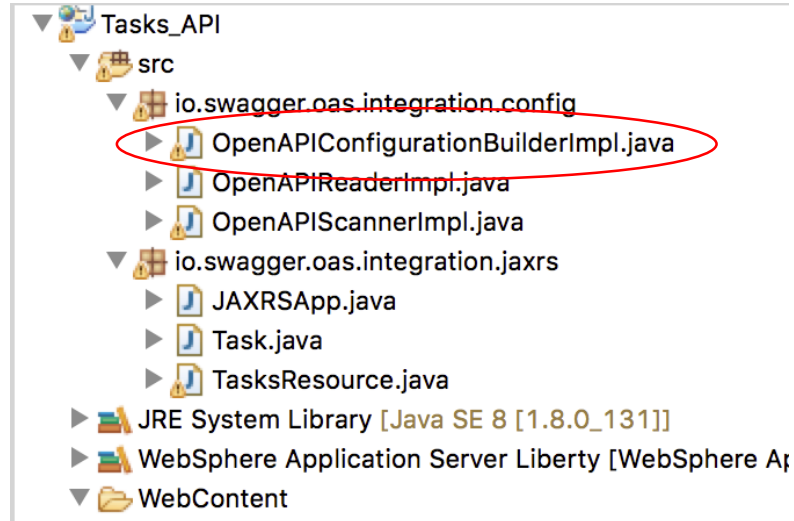 Tasks_API
src
io.swagger.oas.integration.config
OpenAPIConfigurationBuilderImpl.java
OpenAPIReaderImpl.java
OpenAPIScannerImpl.java
io.swagger.oas.integration.jaxrs
JAXRSApp.java
Task.java
TasksResource.java
JRE System Library [Java SE 8 [1.8.0_131]]
WebSphere Application Server Liberty [WebSphere Ap
WebContent